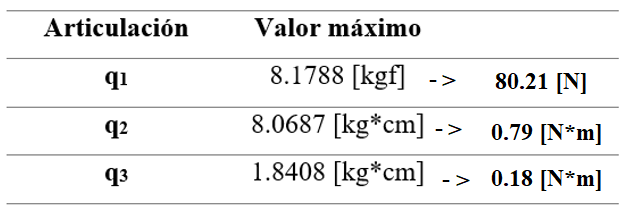 Articulación Valor máximo
q1 8.1788 [kgf] -> 80.21 [N]
q2 8.0687 [kg*cm] -> 0.79 [N*m]
q3 1.8408 [kg*cm] -> 0.18 [N*m]